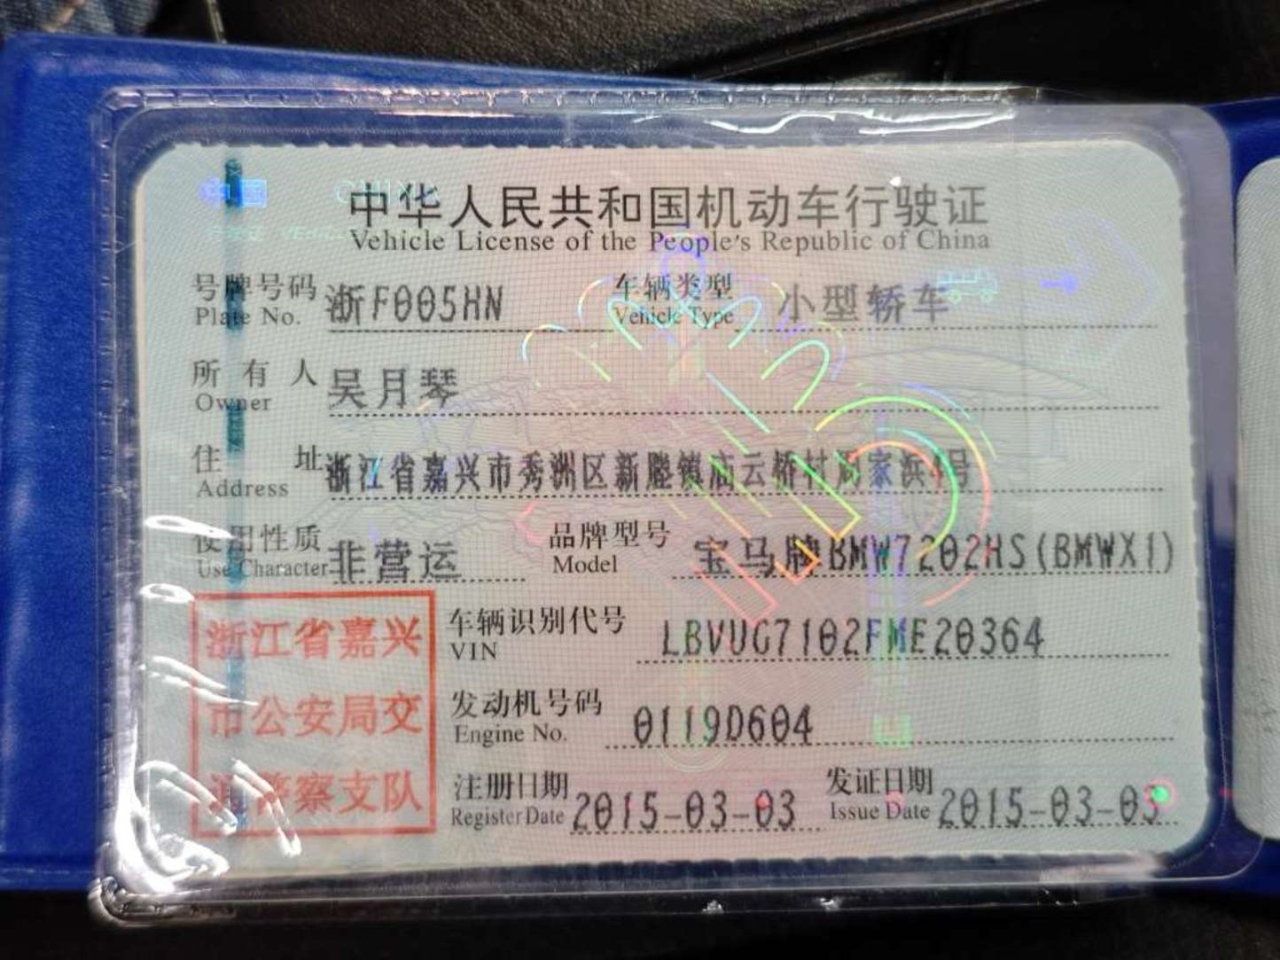 中华人民共和国机动车行驶证
Vehicle License of the People's Republic of China
号牌号码 浙F005HN 车辆类型 小型轿车
Plate No. Vehicle Type
所有人 吴月琴
Owner
住址 浙江省嘉兴市秀洲区新塍镇庙云桥村周家浜4号
Address
使用性质 非营运 品牌型号 宝马牌BMW7202HS(BMWX1)
Use Character Model
浙江省嘉兴
市公安局交
通警察支队
车辆识别代号 LBVUG7102FME20364
VIN
发动机号码 0119D604
Engine No.
注册日期 2015-03-03 发证日期 2015-03-03
Register Date Issue Date